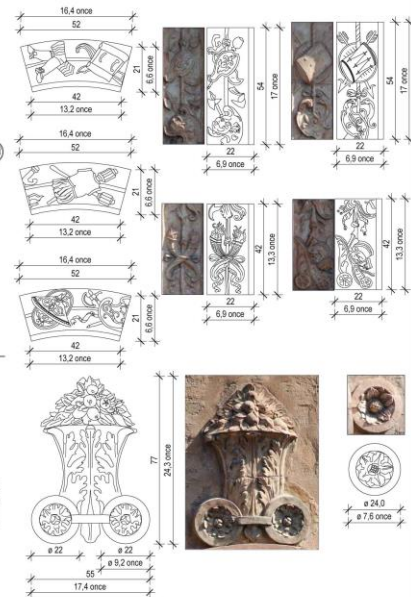 16,4 once
52
21
6,6 once
42
13,2 once
16,4 once
52
21
6,6 once
42
13,2 once
16,4 once
52
21
6,6 once
42
13,2 once
54
17 once
22
6,9 once
54
17 once
22
6,9 once
42
13,3 once
22
6,9 once
42
13,3 once
22
6,9 once
77
24,3 once
ø 22
ø 22
ø 9,2 once
55
17,4 once
ø 24,0
ø 7,6 once